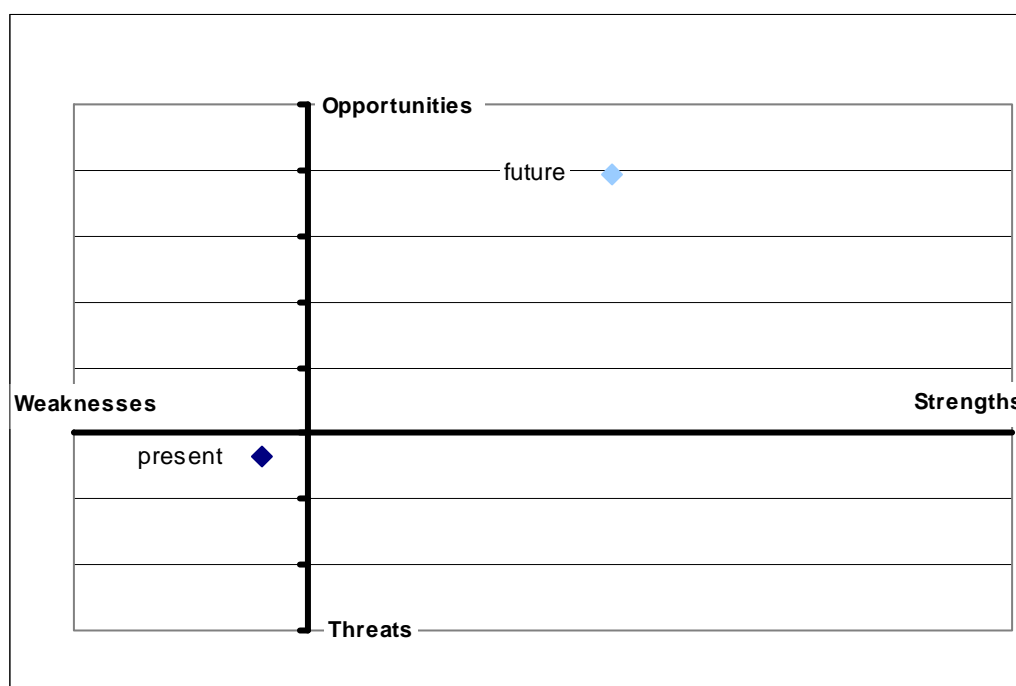 Opportunities
future
Weaknesses
Strengths
present
Threats